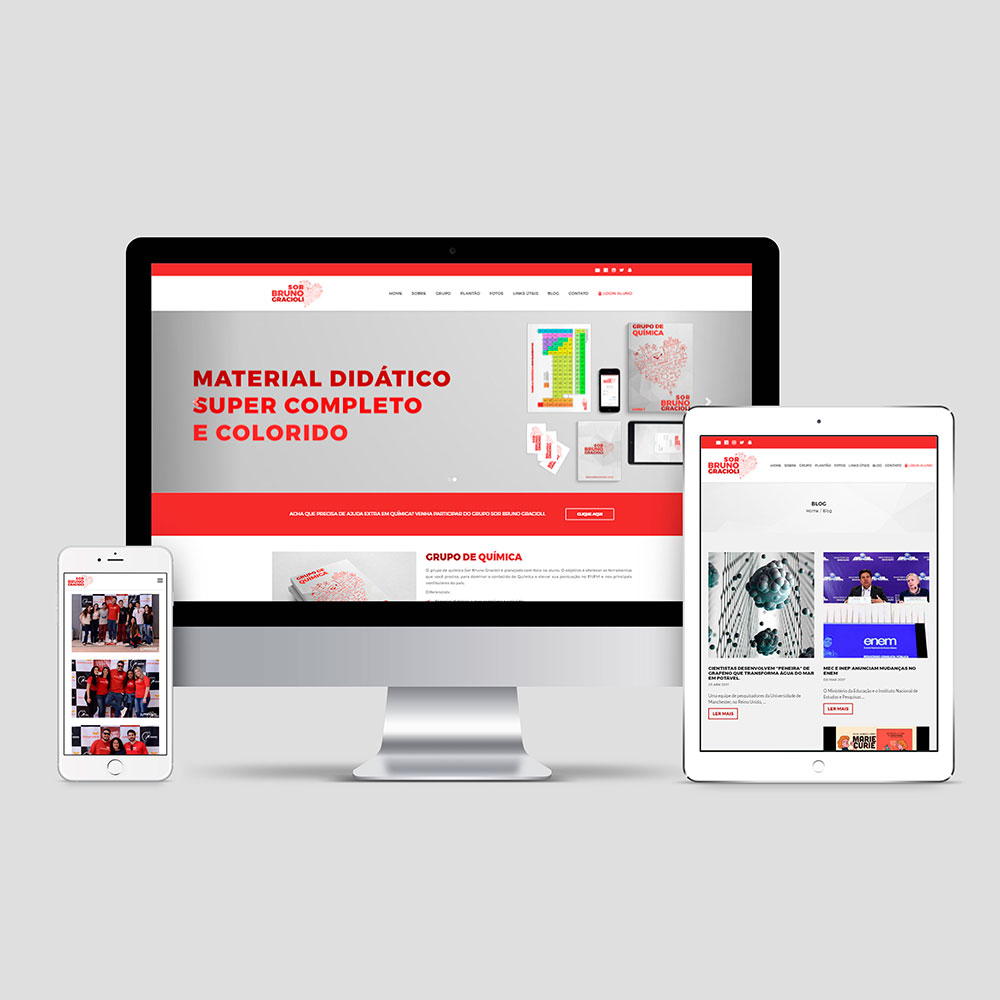 SOR
BRUNO
GRACIOLI
HOME SOBRE GRUPO PLANTÃO FOTOS LINKS ÚTEIS BLOG CONTATO LOGIN ALUNO
MATERIAL DIDÁTICO
SUPER COMPLETO
E COLORIDO
GRUPO DE
QUÍMICA
SOR
BRUNO
GRACIOLI
ACHA QUE PRECISA DE AJUDA EXTRA EM QUÍMICA? VENHA PARTICIPAR DO GRUPO SOR BRUNO GRACIOLI.
CLIQUE AQUI
GRUPO DE
QUÍMICA
GRUPO DE QUÍMICA
O grupo de química Sor Bruno Gracioli é planejado com foco no aluno. O objetivo é oferecer as ferramentas
que você precisa, para dominar o conteúdo de Química e elevar sua pontuação no ENEM e nos principais
vestibulares do país.
Diferenciais:
SOR
BRUNO
GRACIOLI
SOR
BRUNO
GRACIOLI
HOME SOBRE GRUPO PLANTÃO FOTOS LINKS ÚTEIS BLOG CONTATO LOGIN ALUNO
BLOG
Home / Blog
enem
CIENTISTAS DESENVOLVEM "PENEIRA" DE
GRAFENO QUE TRANSFORMA ÁGUA DO MAR
EM POTÁVEL
Uma equipe de pesquisadores da Universidade de
Manchester, no Reino Unido, ...
LER MAIS
MEC E INEP ANUNCIAM MUDANÇAS NO
ENEM
O Ministério da Educação e o Instituto Nacional de
Estudos e Pesquisas ...
LER MAIS
MARIE
CURIE